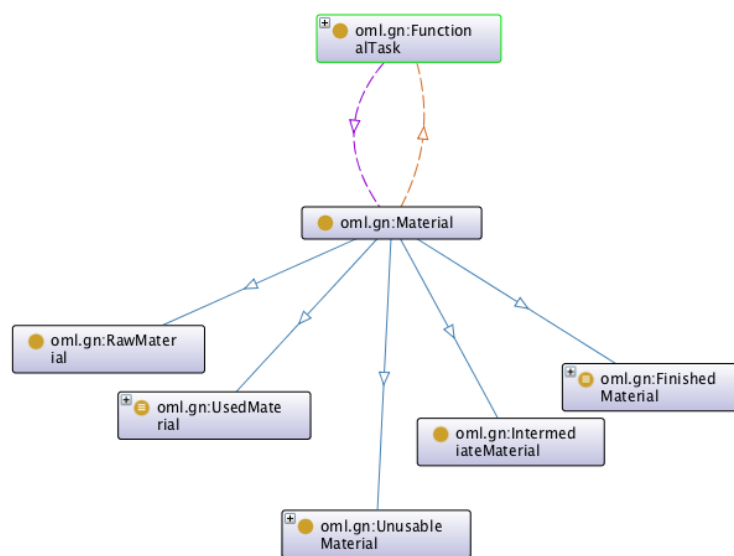 oml.gn:Function
alTask
oml.gn:Material
oml.gn:RawMater
ial
oml.gn:UsedMate
rial
oml.gn:Finished
Material
oml.gn:Intermed
iateMaterial
oml.gn:Unusable
Material